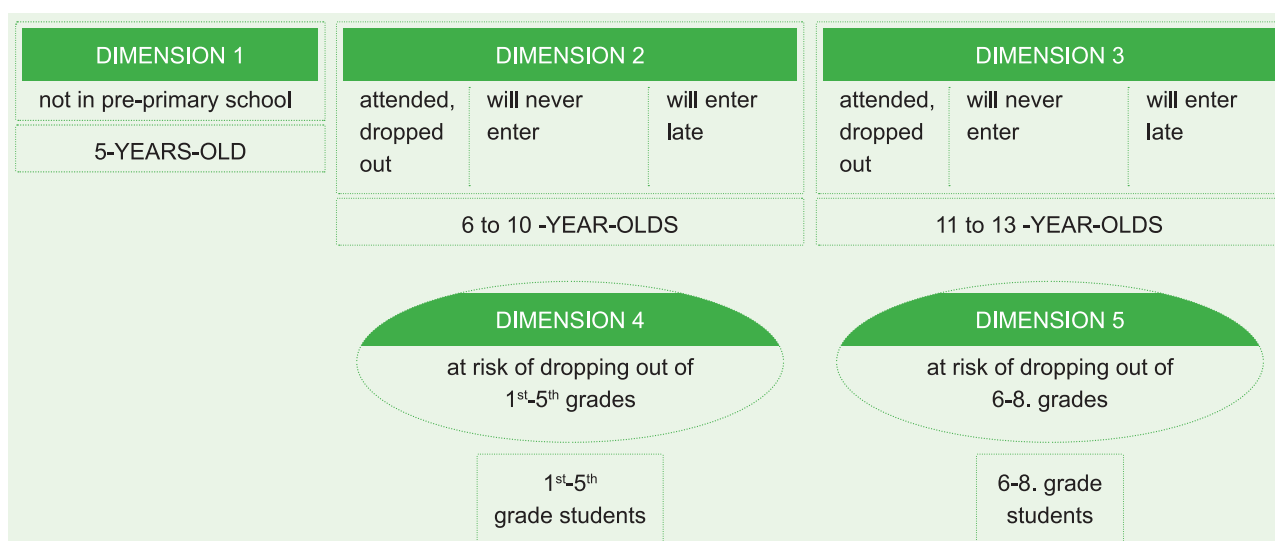 DIMENSION 1
not in pre-primary school
5-YEARS-OLD
DIMENSION 2
attended,
dropped
out
will never
enter
will enter
late
6 to 10 -YEAR-OLDS
DIMENSION 3
attended,
dropped
out
will never
enter
will enter
late
11 to 13 -YEAR-OLDS
DIMENSION 4
at risk of dropping out of
1st-5th grades
1st-5th
grade students
DIMENSION 5
at risk of dropping out of
6-8. grades
6-8. grade
students